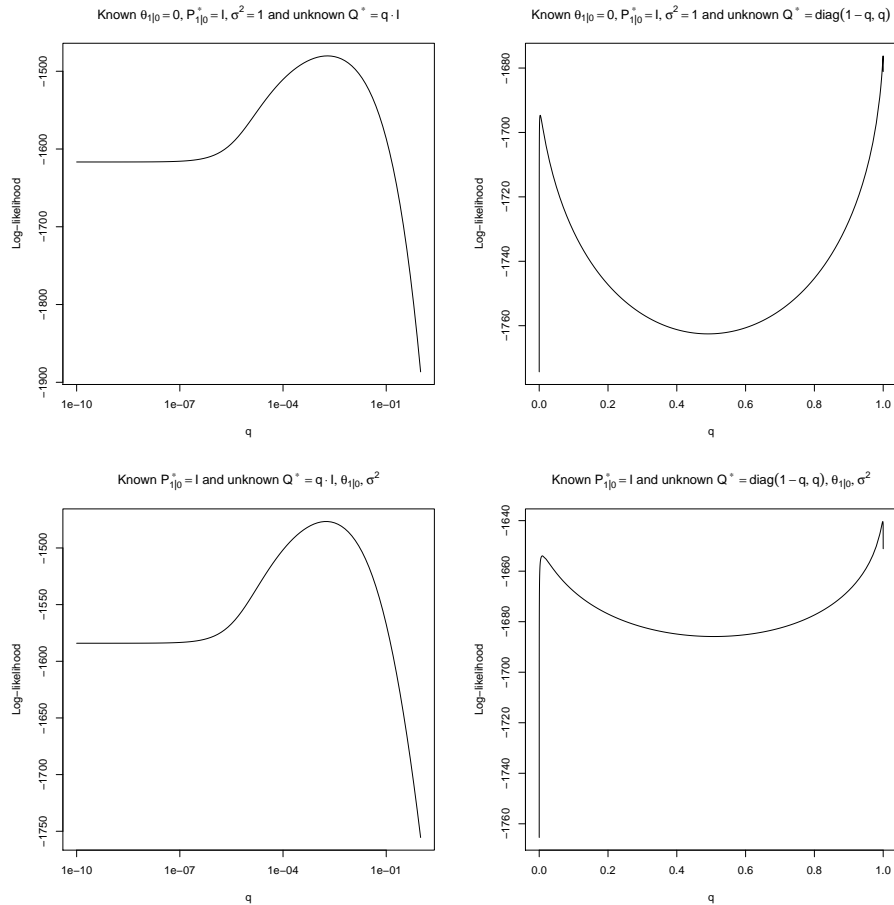 Known θ₁|₀ = 0, P*₁|₀ = I, σ² = 1 and unknown Q* = q · I
Log−likelihood
−1500
−1600
−1700
−1800
−1900
1e−10
1e−07
1e−04
1e−01
q
Known θ₁|₀ = 0, P*₁|₀ = I, σ² = 1 and unknown Q* = diag(1 − q, q)
Log−likelihood
−1680
−1700
−1720
−1740
−1760
0.0
0.2
0.4
0.6
0.8
1.0
q
Known P*₁|₀ = I and unknown Q* = q · I, θ₁|₀, σ²
Log−likelihood
−1500
−1550
−1600
−1650
−1700
−1750
1e−10
1e−07
1e−04
1e−01
q
Known P*₁|₀ = I and unknown Q* = diag(1 − q, q), θ₁|₀, σ²
Log−likelihood
−1640
−1660
−1680
−1700
−1720
−1740
−1760
0.0
0.2
0.4
0.6
0.8
1.0
q